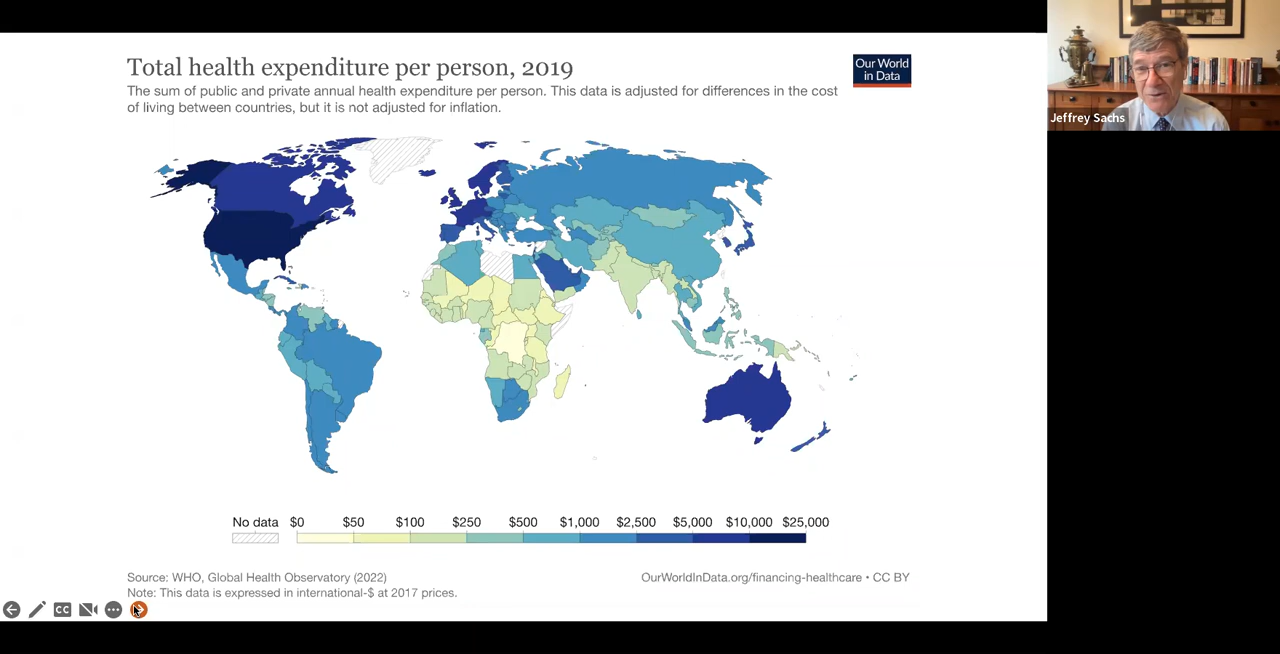 Total health expenditure per person, 2019
The sum of public and private annual health expenditure per person. This data is adjusted for differences in the cost
of living between countries, but it is not adjusted for inflation.
Our World
in Data
Jeffrey Sachs
No data $0 $50 $100 $250 $500 $1,000 $2,500 $5,000 $10,000 $25,000
Source: WHO, Global Health Observatory (2022)
OurWorldInData.org/financing-healthcare • CC BY
Note: This data is expressed in international-$ at 2017 prices.
CC